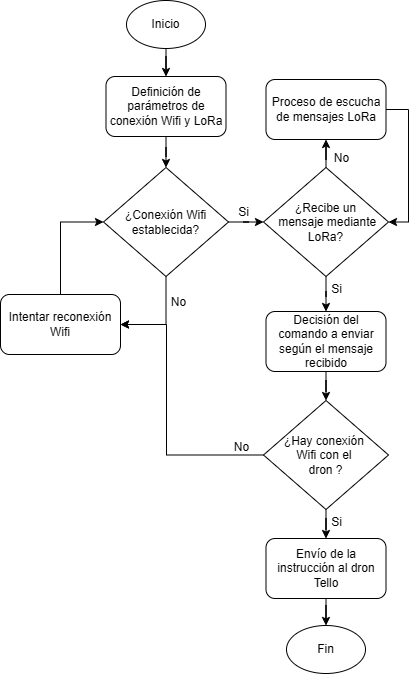 Inicio
Definición de
parámetros de
conexión Wifi y LoRa
Proceso de escucha
de mensajes LoRa
No
¿Conexión Wifi
establecida?
Si
¿Recibe un
mensaje mediante
LoRa?
No
Si
Intentar reconexión
Wifi
Decisión del
comando a enviar
según el mensaje
recibido
¿Hay conexión
Wifi con el
dron ?
No
Si
Envío de la
instrucción al dron
Tello
Fin